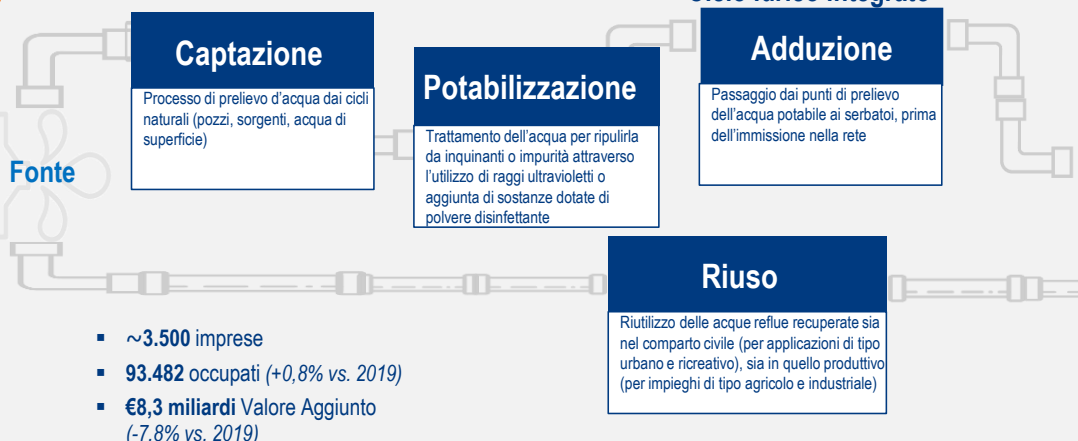 Ciclo idrico integrato
Captazione
Processo di prelievo d'acqua dai cicli
naturali (pozzi, sorgenti, acqua di
superficie)
Potabilizzazione
Trattamento dell'acqua per ripulirla
da inquinanti o impurità attraverso
l'utilizzo di raggi ultravioletti o
aggiunta di sostanze dotate di
polvere disinfettante
Adduzione
Passaggio dai punti di prelievo
dell'acqua potabile ai serbatoi, prima
dell'immissione nella rete
Fonte
Riuso
Riutilizzo delle acque reflue recuperate sia
nel comparto civile (per applicazioni di tipo
urbano e ricreativo), sia in quello produttivo
(per impieghi di tipo agricolo e industriale)
▪ ~3.500 imprese
▪ 93.482 occupati (+0,8% vs. 2019)
▪ €8,3 miliardi Valore Aggiunto
(-7,8% vs. 2019)